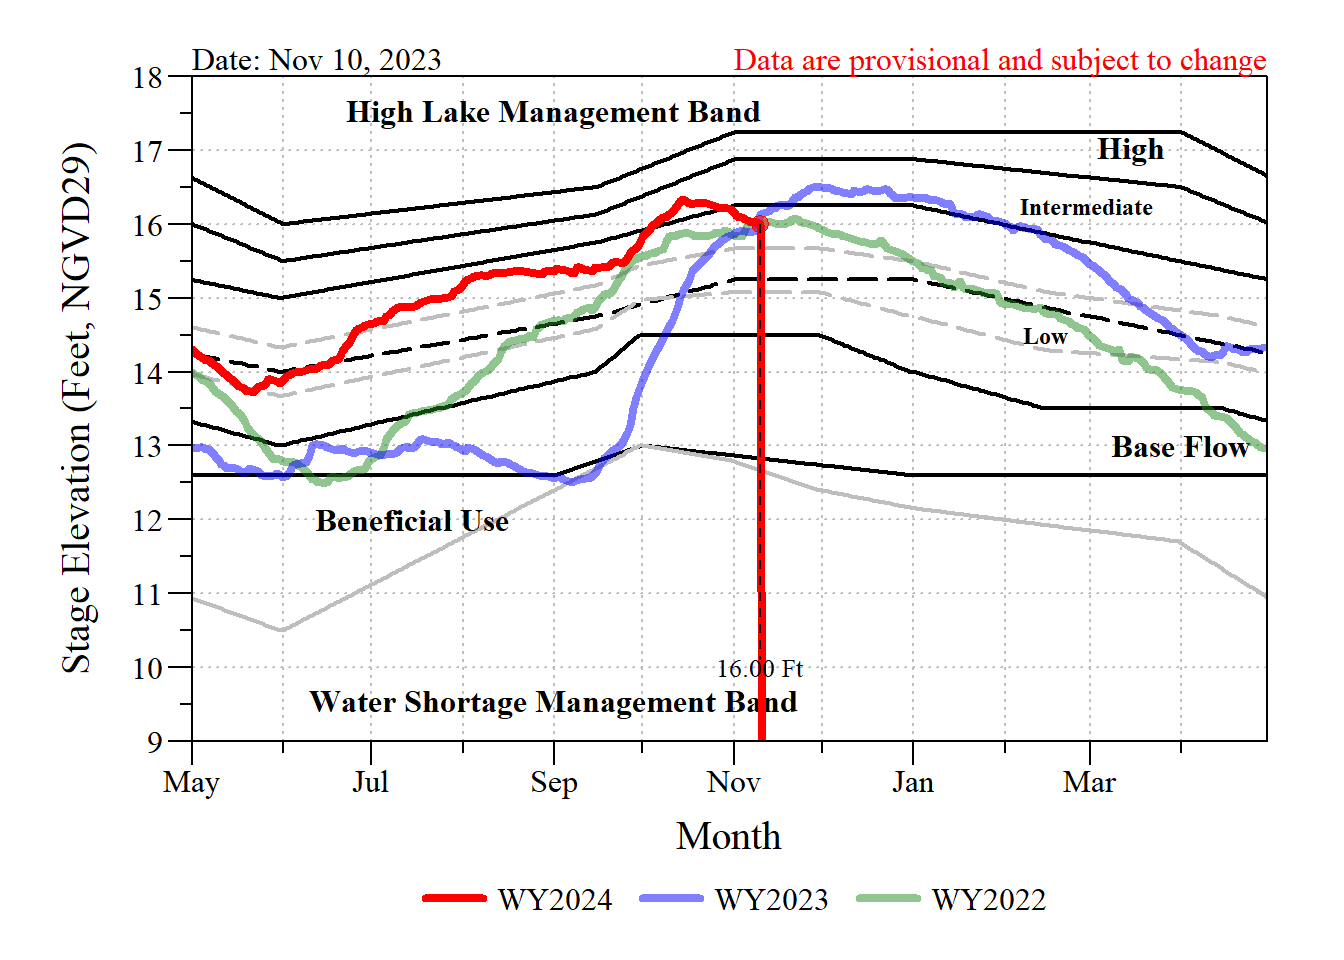 Date: Nov 10, 2023
Data are provisional and subject to change
18
17
16
15
14
13
12
11
10
9
Stage Elevation (Feet, NGVD29)
High Lake Management Band
High
Intermediate
Low
Base Flow
Beneficial Use
16.00 Ft
Water Shortage Management Band
May Jul Sep Nov Jan Mar
Month
WY2024 WY2023 WY2022